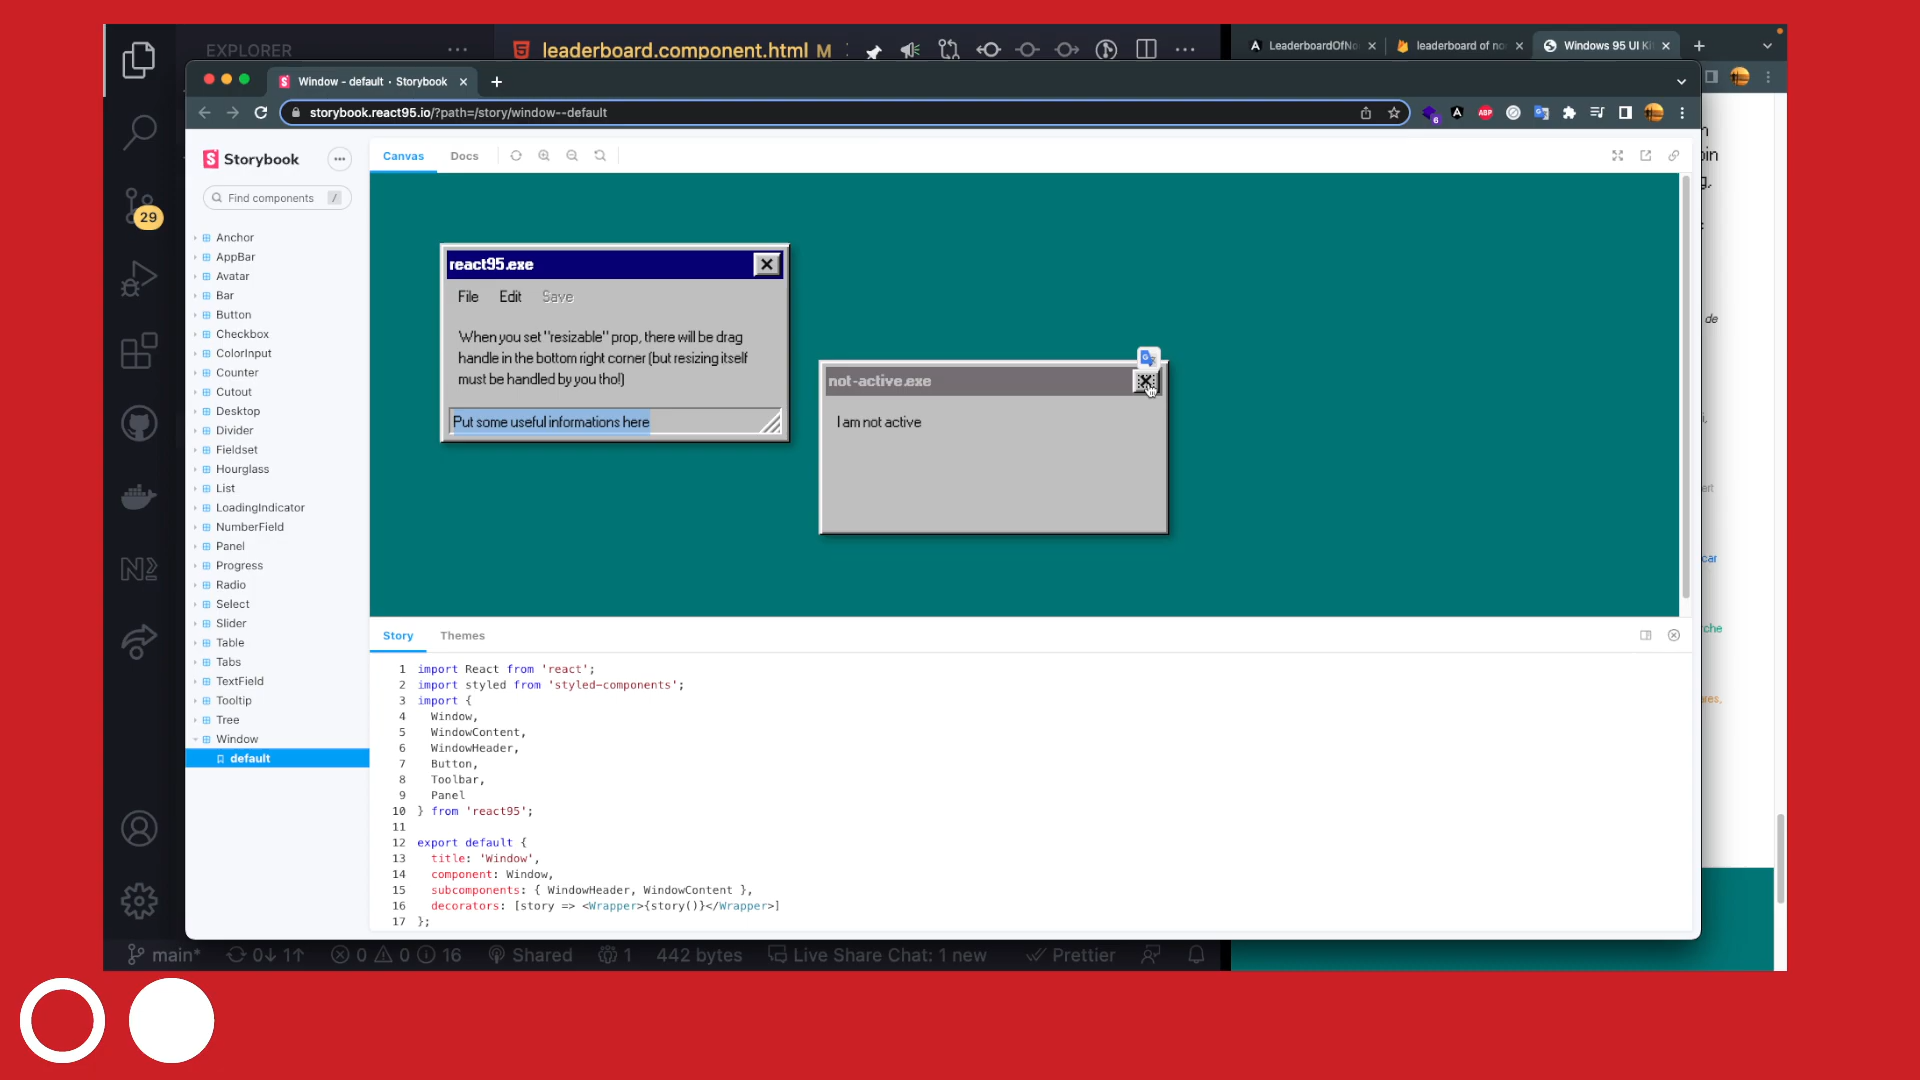 EXPLORER
leaderboard.component.html M
LeaderboardOfNo
leaderboard of no
Windows 95 UI Ki
Window - default · Storybook
storybook.react95.io/?path=/story/window--default
ABP
6
Storybook
Canvas
Docs
Find components /
29
Anchor
AppBar
Avatar
Bar
Button
Checkbox
ColorInput
Counter
Cutout
Desktop
Divider
Fieldset
Hourglass
List
LoadingIndicator
NumberField
Panel
Progress
Radio
Select
Slider
Table
Tabs
TextField
Tooltip
Tree
Window
default
react95.exe
File Edit Save
When you set "resizable" prop, there will be drag
handle in the bottom right corner (but resizing itself
must be handled by you tho!)
Put some useful informations here
not-active.exe
I am not active
Story
Themes
1 import React from 'react';
2 import styled from 'styled-components';
3 import {
4 Window,
5 WindowContent,
6 WindowHeader,
7 Button,
8 Toolbar,
9 Panel
10 } from 'react95';
11
12 export default {
13 title: 'Window',
14 component: Window,
15 subcomponents: { WindowHeader, WindowContent },
16 decorators: [story => <Wrapper>{story()}</Wrapper>]
17 };
de
main* 0↓ 1↑ 0 0 16 Shared 1 442 bytes Live Share Chat: 1 new Prettier